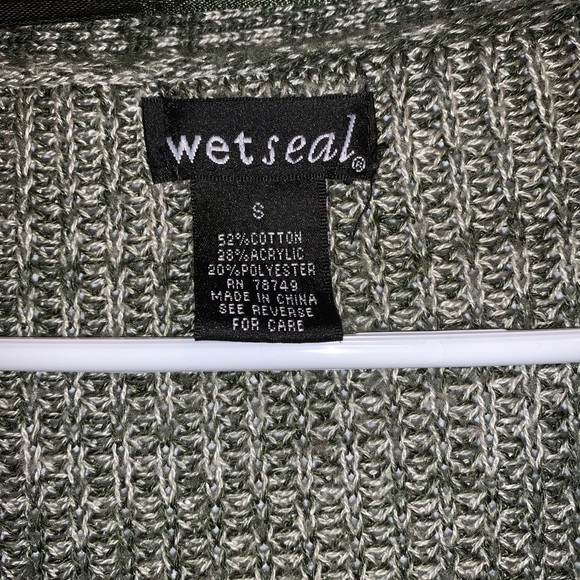 wetseal®
S
52%COTTON
28%ACRYLIC
20%POLYESTER
RN 78749
MADE IN CHINA
SEE REVERSE
FOR CARE